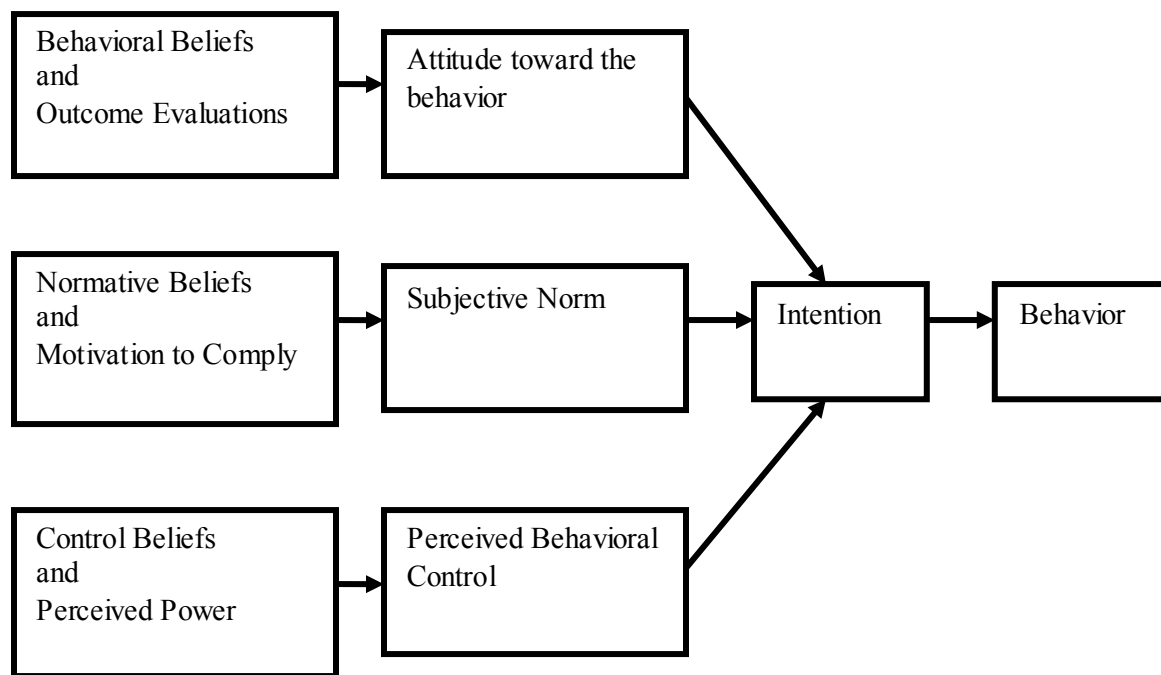 Behavioral Beliefs
and
Outcome Evaluations
Attitude toward the
behavior
Normative Beliefs
and
Motivation to Comply
Subjective Norm
Intention
Behavior
Control Beliefs
and
Perceived Power
Perceived Behavioral
Control